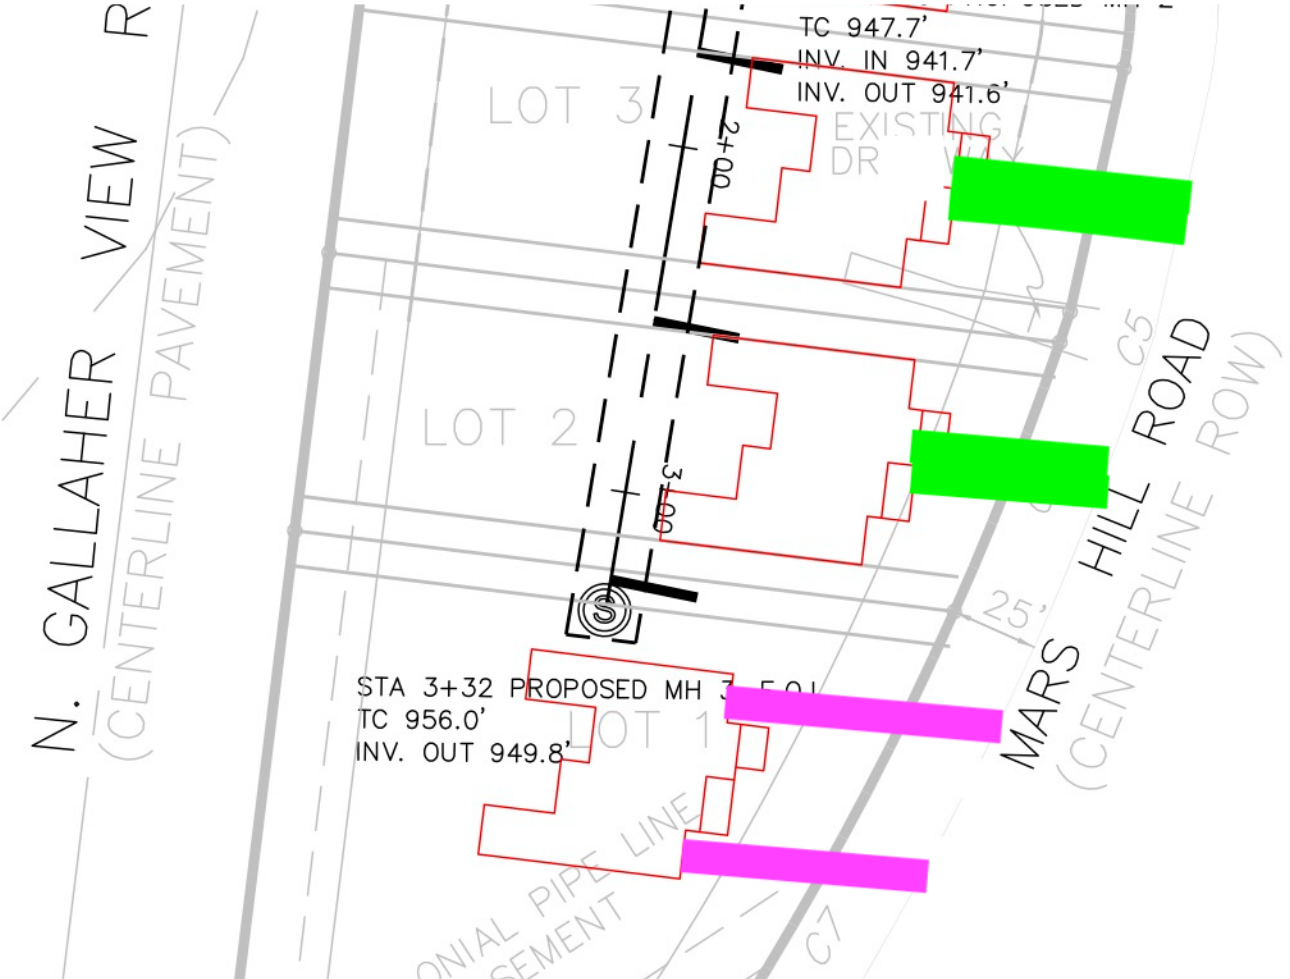 TC 947.7'
INV. IN 941.7'
INV. OUT 941.6'
LOT 3
EXISTING
2+00
N. GALLAHER VIEW R
(CENTERLINE PAVEMENT)
C5
LOT 2
3+00
MARS HILL ROAD
(CENTERLINE ROW)
S
25'
STA 3+32 PROPOSED MH 3
TC 956.0'
INV. OUT 949.8'
LOT 1
ONIAL PIPE LINE
SEMENT
C7